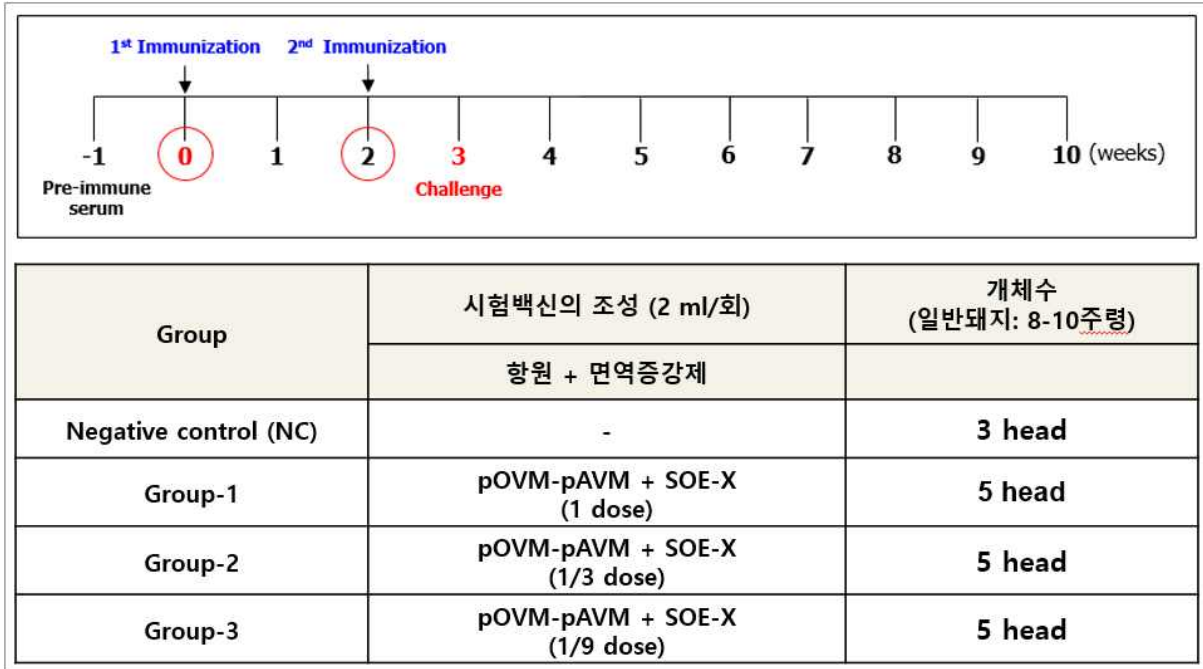 1st Immunization 2nd Immunization
-1 0 1 2 3 4 5 6 7 8 9 10 (weeks)
Pre-immune
serum
Challenge
Group
시험백신의 조성 (2 ml/회)
개체수
(일반돼지: 8-10주령)
항원 + 면역증강제
Negative control (NC)
-
3 head
Group-1
pOVM-pAVM + SOE-X
(1 dose)
5 head
Group-2
pOVM-pAVM + SOE-X
(1/3 dose)
5 head
Group-3
pOVM-pAVM + SOE-X
(1/9 dose)
5 head